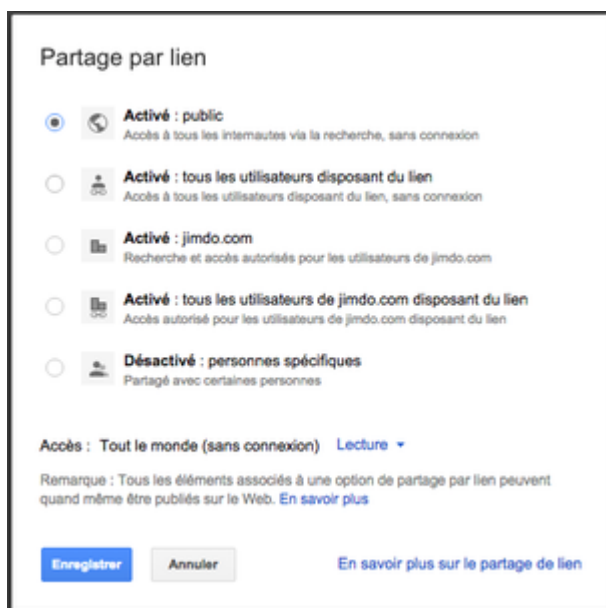 Partage par lien
Activé : public
Accès à tous les internautes via la recherche, sans connexion
Activé : tous les utilisateurs disposant du lien
Accès à tous les utilisateurs disposant du lien, sans connexion
Activé : jimdo.com
Recherche et accès autorisés pour les utilisateurs de jimdo.com
Activé : tous les utilisateurs de jimdo.com disposant du lien
Accès autorisé pour les utilisateurs de jimdo.com disposant du lien
Désactivé : personnes spécifiques
Partagé avec certaines personnes
Accès : Tout le monde (sans connexion) Lecture
Remarque : Tous les éléments associés à une option de partage par lien peuvent
quand même être publiés sur le Web. En savoir plus
Enregistrer Annuler En savoir plus sur le partage de lien